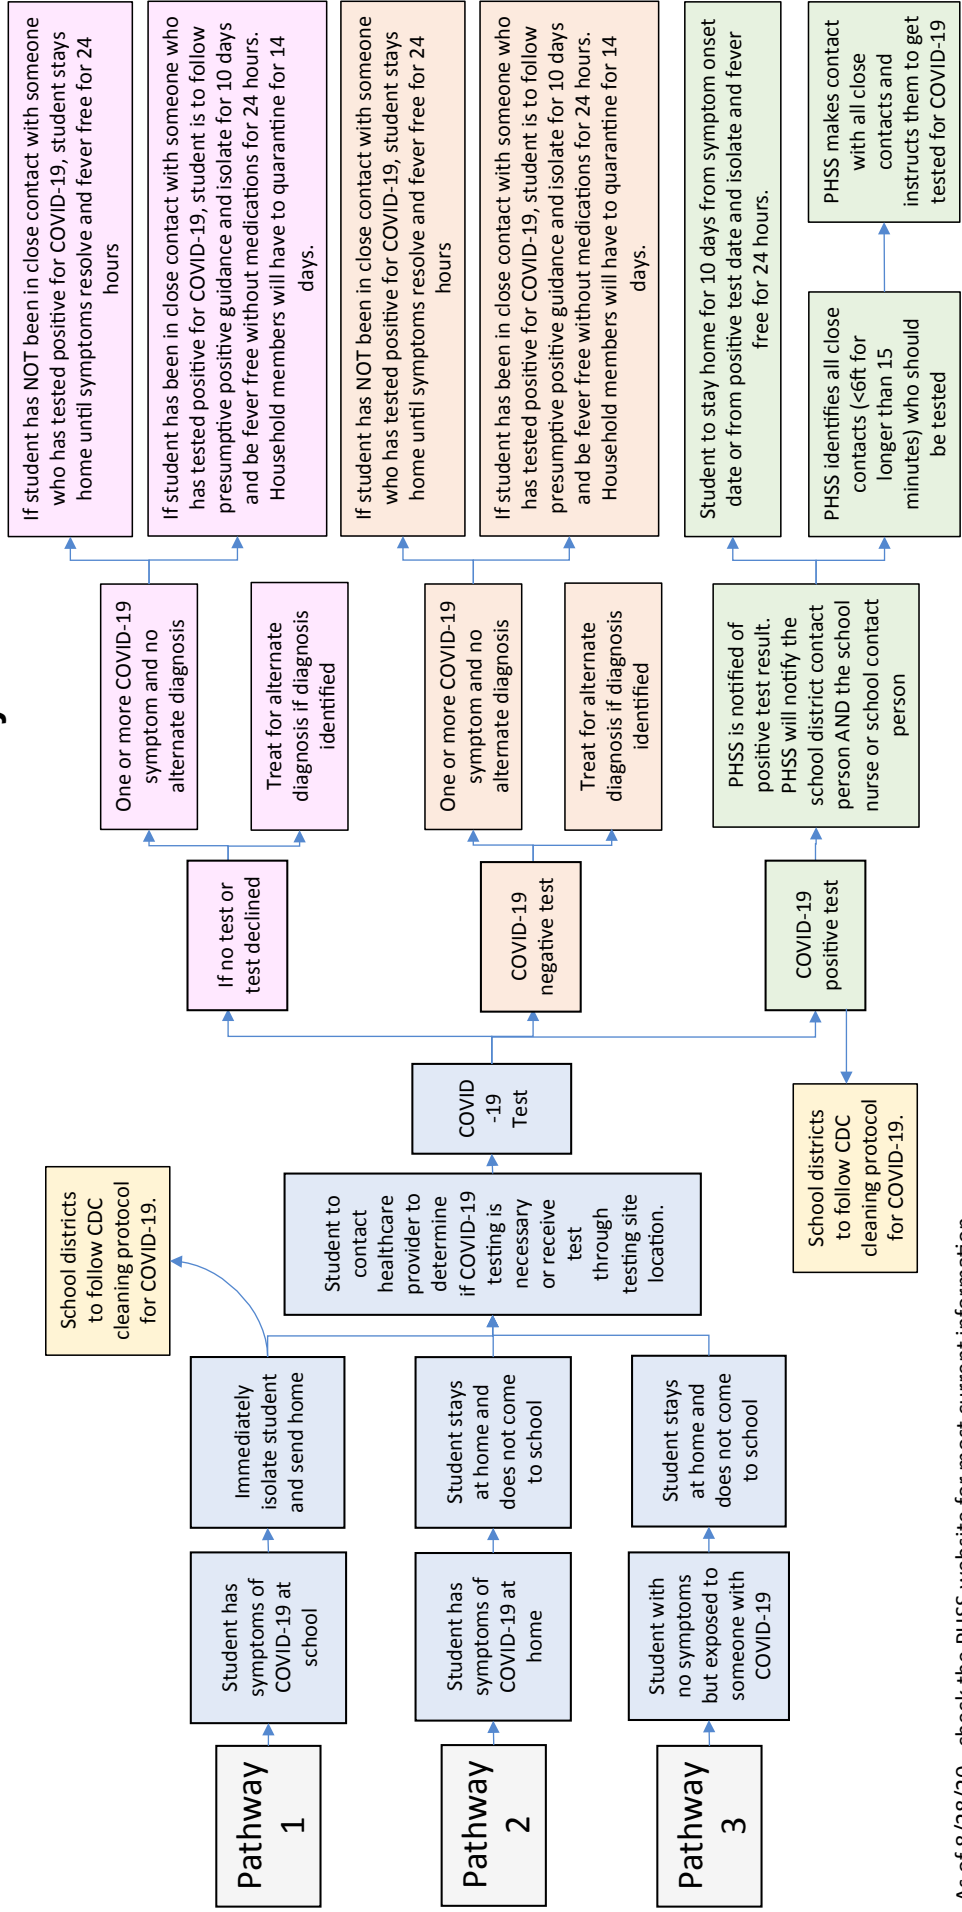 Pathway
1
Student has
symptoms of
COVID-19 at
school
Immediately
isolate student
and send home
School districts
to follow CDC
cleaning protocol
for COVID-19.
Pathway
2
Student has
symptoms of
COVID-19 at
home
Student stays
at home and
does not come
to school
Pathway
3
Student with
no symptoms
but exposed to
someone with
COVID-19
Student stays
at home and
does not come
to school
Student to
contact
healthcare
provider to
determine
if COVID-19
testing is
necessary
or receive
test
through
testing site
location.
COVID
-19
Test
If no test or
test declined
One or more COVID-19
symptom and no
alternate diagnosis
Treat for alternate
diagnosis if diagnosis
identified
If student has NOT been in close contact with someone
who has tested positive for COVID-19, student stays
home until symptoms resolve and fever free for 24
hours
If student has been in close contact with someone who
has tested positive for COVID-19, student is to follow
presumptive positive guidance and isolate for 10 days
and be fever free without medications for 24 hours.
Household members will have to quarantine for 14
days.
COVID-19
negative test
One or more COVID-19
symptom and no
alternate diagnosis
Treat for alternate
diagnosis if diagnosis
identified
If student has NOT been in close contact with someone
who has tested positive for COVID-19, student stays
home until symptoms resolve and fever free for 24
hours
If student has been in close contact with someone who
has tested positive for COVID-19, student is to follow
presumptive positive guidance and isolate for 10 days
and be fever free without medications for 24 hours.
Household members will have to quarantine for 14
days.
COVID-19
positive test
School districts
to follow CDC
cleaning protocol
for COVID-19.
PHSS is notified of
positive test result.
PHSS will notify the
school district contact
person AND the school
nurse or school contact
person
Student to stay home for 10 days from symptom onset
date or from positive test date and isolate and fever
free for 24 hours.
PHSS identifies all close
contacts (<6ft for
longer than 15
minutes) who should
be tested
PHSS makes contact
with all close
contacts and
instructs them to get
tested for COVID-19
As of 8/28/20 – check the PHSS website for most current information